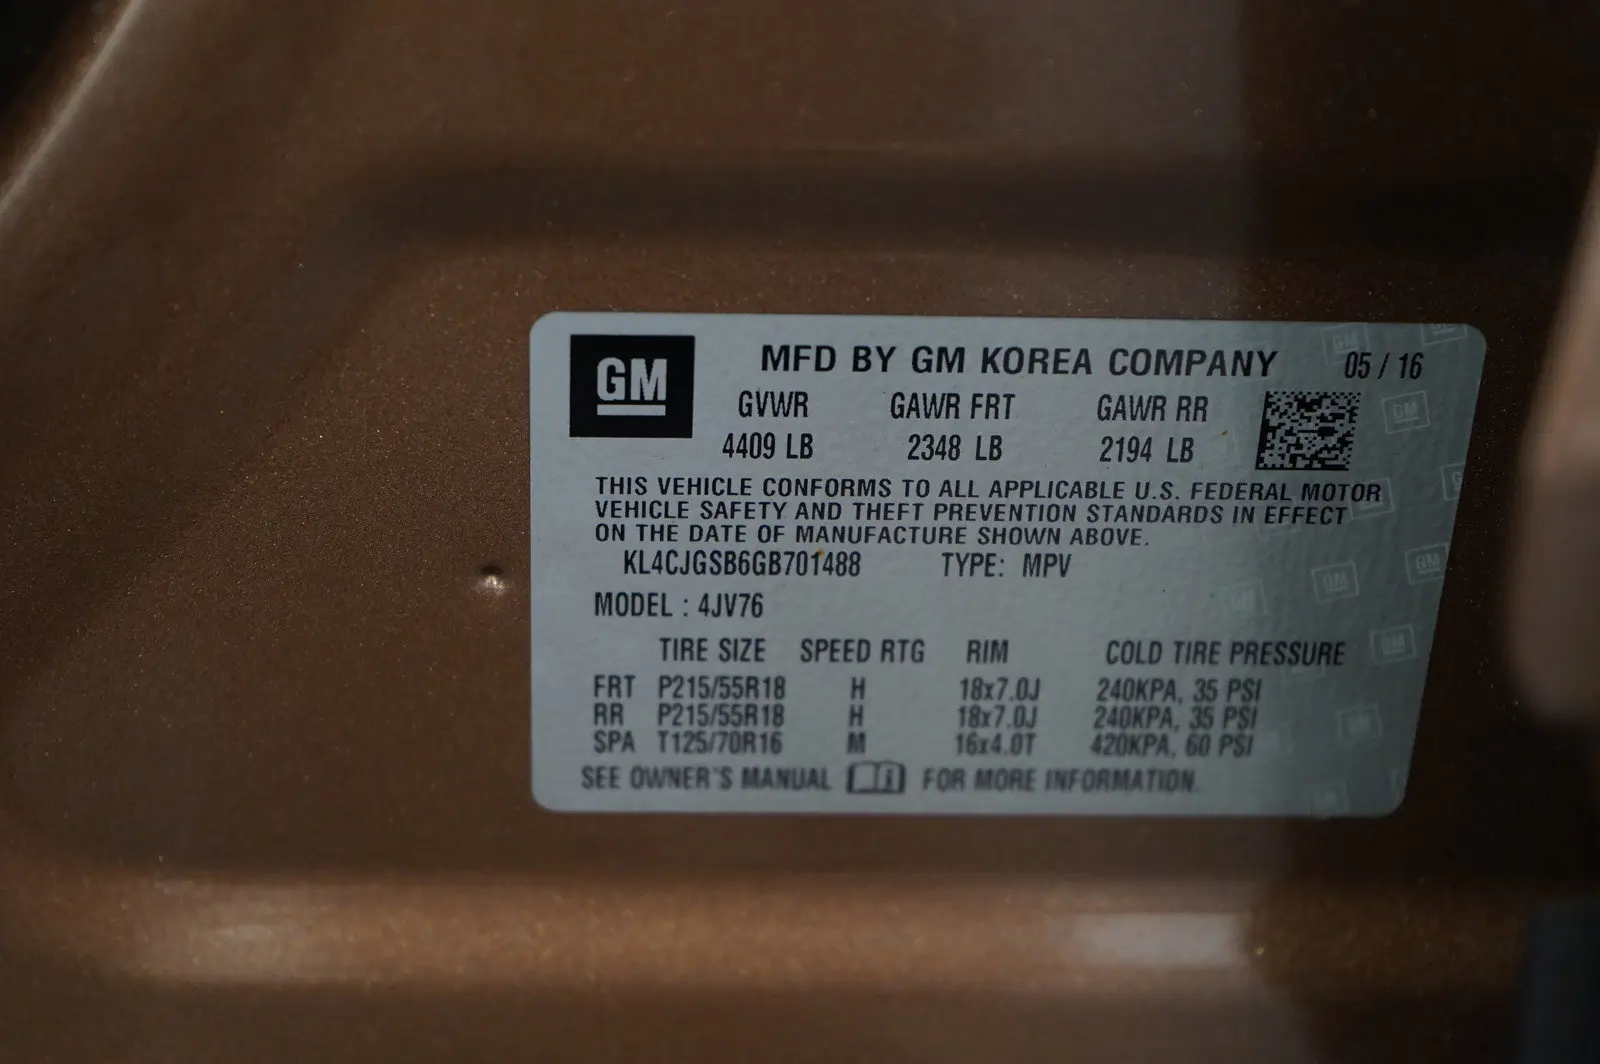 GM
MFD BY GM KOREA COMPANY 05 / 16
GVWR GAWR FRT GAWR RR
4409 LB 2348 LB 2194 LB
THIS VEHICLE CONFORMS TO ALL APPLICABLE U.S. FEDERAL MOTOR
VEHICLE SAFETY AND THEFT PREVENTION STANDARDS IN EFFECT
ON THE DATE OF MANUFACTURE SHOWN ABOVE.
KL4CJGSB6GB701488 TYPE: MPV
MODEL : 4JV76
TIRE SIZE SPEED RTG RIM COLD TIRE PRESSURE
FRT P215/55R18 H 18x7.0J 240KPA, 35 PSI
RR P215/55R18 H 18x7.0J 240KPA, 35 PSI
SPA T125/70R16 M 16x4.0T 420KPA, 60 PSI
SEE OWNER'S MANUAL FOR MORE INFORMATION.